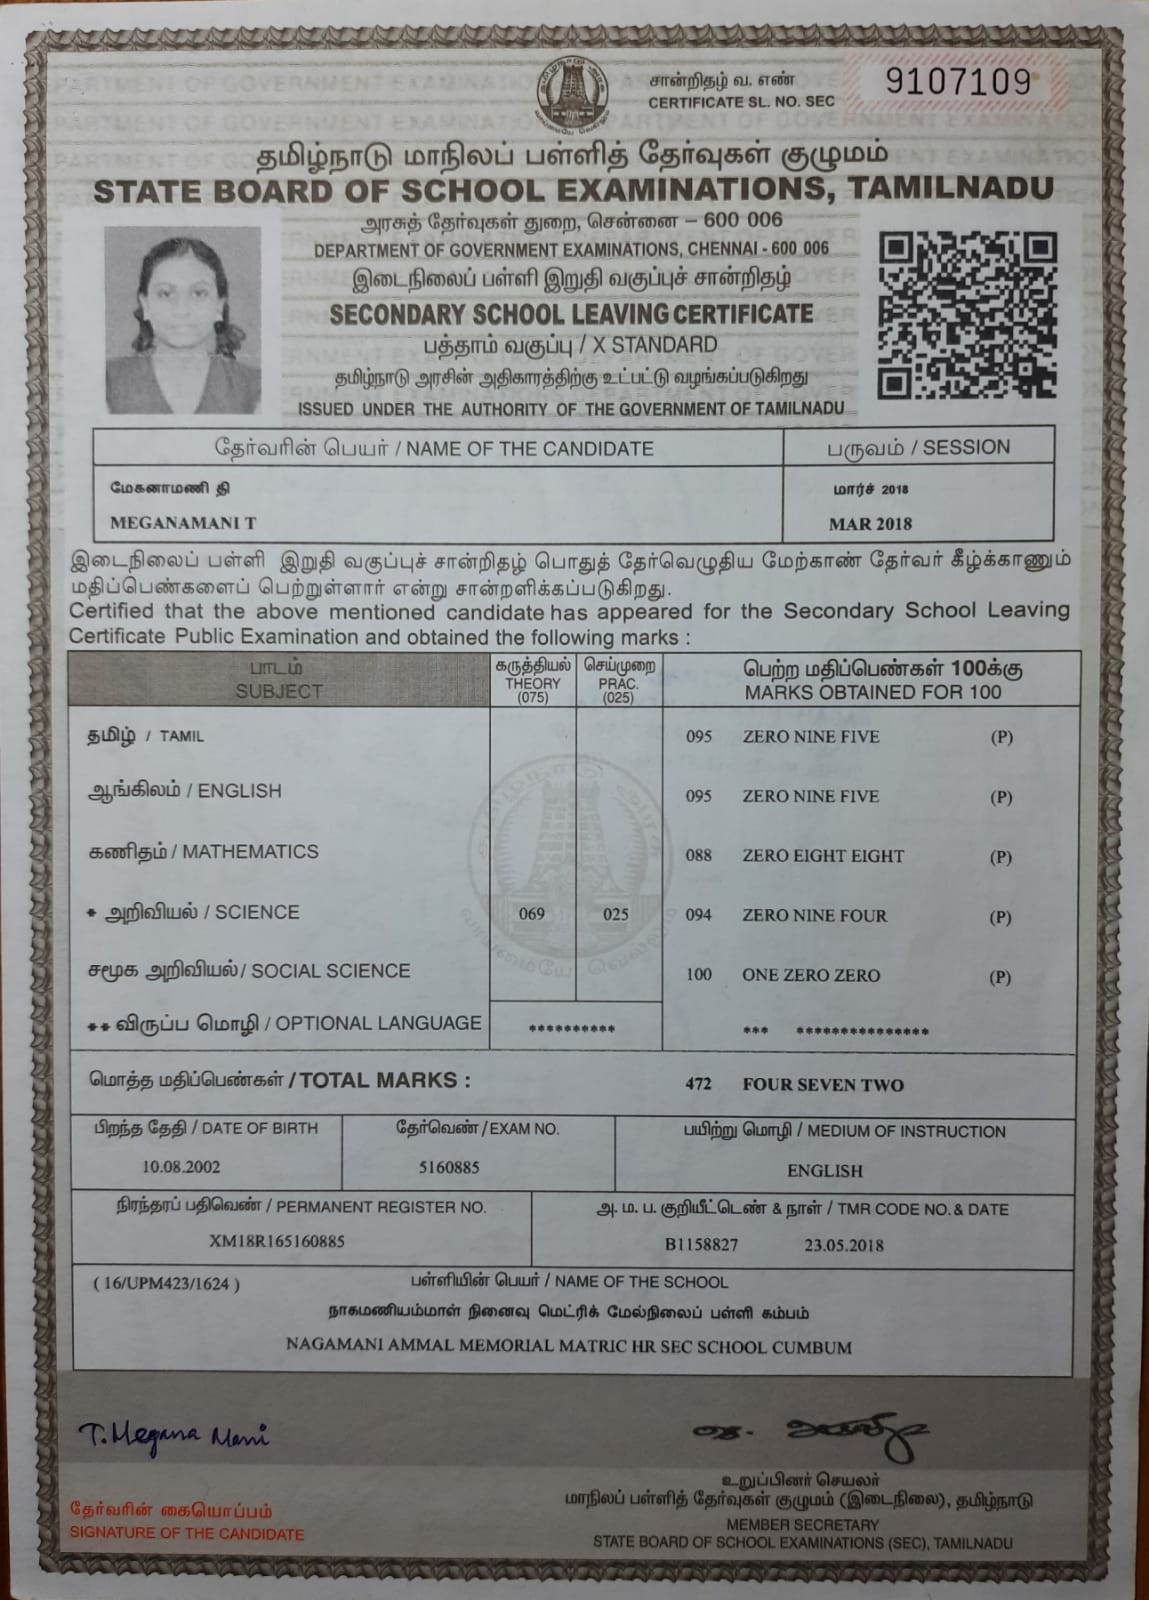 சான்றிதழ் வ. எண்
CERTIFICATE SL. NO. SEC
9107109
தமிழ்நாடு மாநிலப் பள்ளித் தேர்வுகள் குழுமம்
STATE BOARD OF SCHOOL EXAMINATIONS, TAMILNADU
அரசுத் தேர்வுகள் துறை, சென்னை – 600 006
DEPARTMENT OF GOVERNMENT EXAMINATIONS, CHENNAI - 600 006
இடைநிலைப் பள்ளி இறுதி வகுப்புச் சான்றிதழ்
SECONDARY SCHOOL LEAVING CERTIFICATE
பத்தாம் வகுப்பு / X STANDARD
தமிழ்நாடு அரசின் அதிகாரத்திற்கு உட்பட்டு வழங்கப்படுகிறது
ISSUED UNDER THE AUTHORITY OF THE GOVERNMENT OF TAMILNADU
தேர்வரின் பெயர் / NAME OF THE CANDIDATE பருவம் / SESSION
மேகனாமணி தி மார்ச் 2018
MEGANAMANI T MAR 2018
இடைநிலைப் பள்ளி இறுதி வகுப்புச் சான்றிதழ் பொதுத் தேர்வெழுதிய மேற்காண் தேர்வர் கீழ்க்காணும்
மதிப்பெண்களைப் பெற்றுள்ளார் என்று சான்றளிக்கப்படுகிறது.
Certified that the above mentioned candidate has appeared for the Secondary School Leaving
Certificate Public Examination and obtained the following marks :
பாடம் கருத்தியல் செய்முறை பெற்ற மதிப்பெண்கள் 100க்கு
SUBJECT THEORY (075) PRAC. (025) MARKS OBTAINED FOR 100
தமிழ் / TAMIL 095 ZERO NINE FIVE (P)
ஆங்கிலம் / ENGLISH 095 ZERO NINE FIVE (P)
கணிதம் / MATHEMATICS 088 ZERO EIGHT EIGHT (P)
* அறிவியல் / SCIENCE 069 025 094 ZERO NINE FOUR (P)
சமூக அறிவியல் / SOCIAL SCIENCE 100 ONE ZERO ZERO (P)
** விருப்ப மொழி / OPTIONAL LANGUAGE ********** *** ***************
மொத்த மதிப்பெண்கள் / TOTAL MARKS : 472 FOUR SEVEN TWO
பிறந்த தேதி / DATE OF BIRTH தேர்வெண் / EXAM NO. பயிற்று மொழி / MEDIUM OF INSTRUCTION
10.08.2002 5160885 ENGLISH
நிரந்தரப் பதிவெண் / PERMANENT REGISTER NO. அ. ம. ப. குறியீட்டெண் & நாள் / TMR CODE NO. & DATE
XM18R165160885 B1158827 23.05.2018
( 16/UPM423/1624 ) பள்ளியின் பெயர் / NAME OF THE SCHOOL
நாகமணியம்மாள் நினைவு மெட்ரிக் மேல்நிலைப் பள்ளி கம்பம்
NAGAMANI AMMAL MEMORIAL MATRIC HR SEC SCHOOL CUMBUM
T. Megana Mani
தேர்வரின் கையொப்பம்
SIGNATURE OF THE CANDIDATE
உறுப்பினர் செயலர்
மாநிலப் பள்ளித் தேர்வுகள் குழுமம் (இடைநிலை), தமிழ்நாடு
MEMBER SECRETARY
STATE BOARD OF SCHOOL EXAMINATIONS (SEC), TAMILNADU